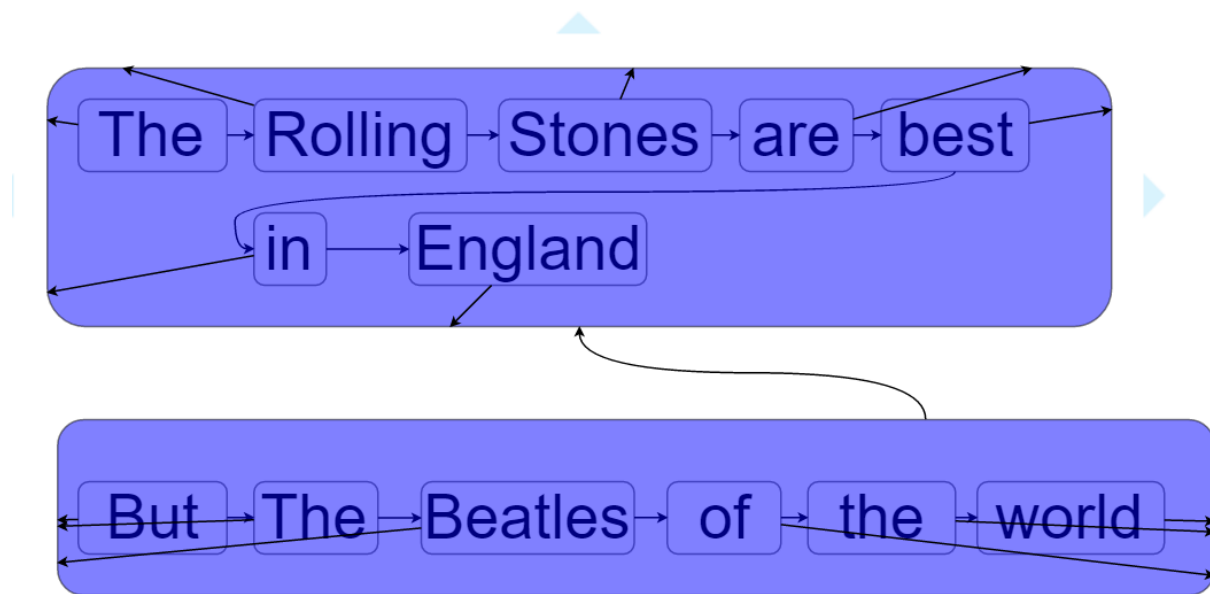 The Rolling Stones are best
in England
But The Beatles of the world